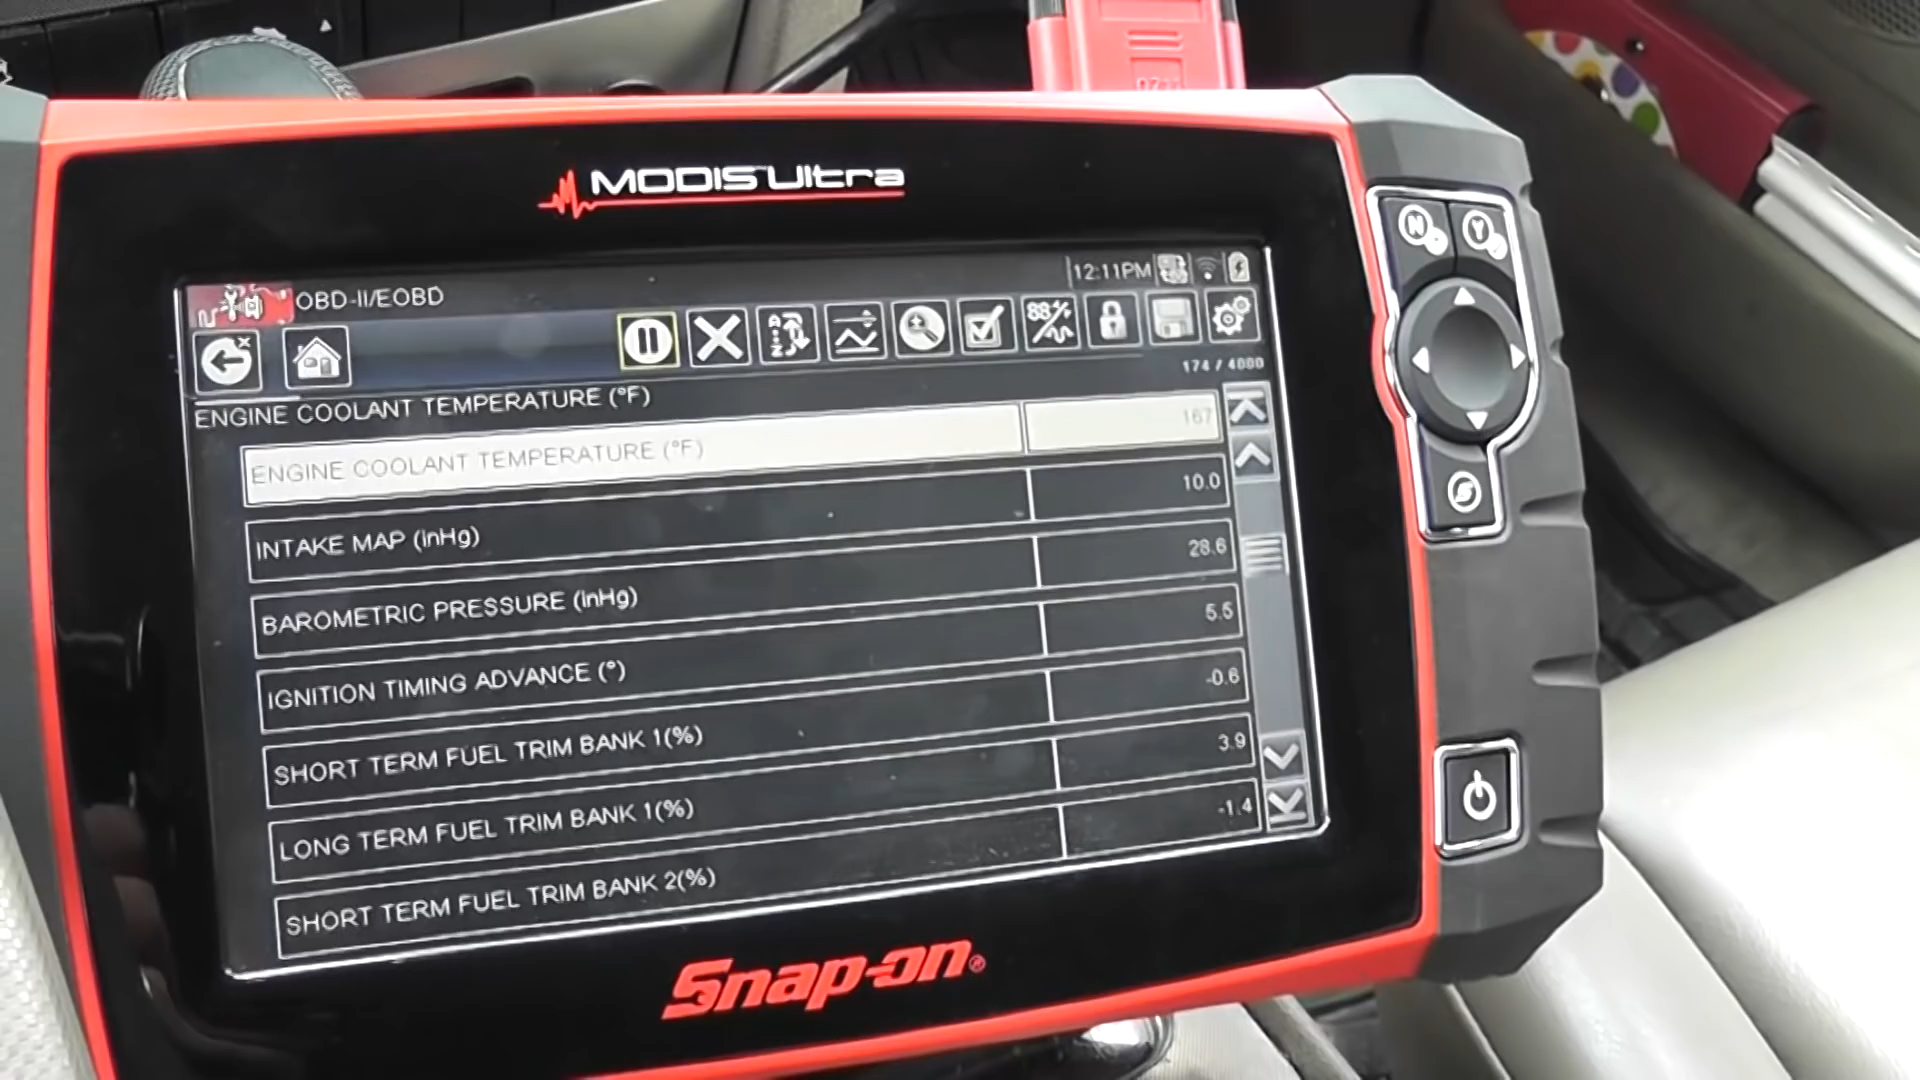 MODIS Ultra
12:11PM
OBD-II/EOBD
174 / 4000
ENGINE COOLANT TEMPERATURE (°F)
ENGINE COOLANT TEMPERATURE (°F) 167
INTAKE MAP (inHg) 10.0
BAROMETRIC PRESSURE (inHg) 28.6
IGNITION TIMING ADVANCE (°) 5.5
SHORT TERM FUEL TRIM BANK 1(%) -0.6
LONG TERM FUEL TRIM BANK 1(%) 3.9
SHORT TERM FUEL TRIM BANK 2(%) -1.4
Snap-on®
N
Y